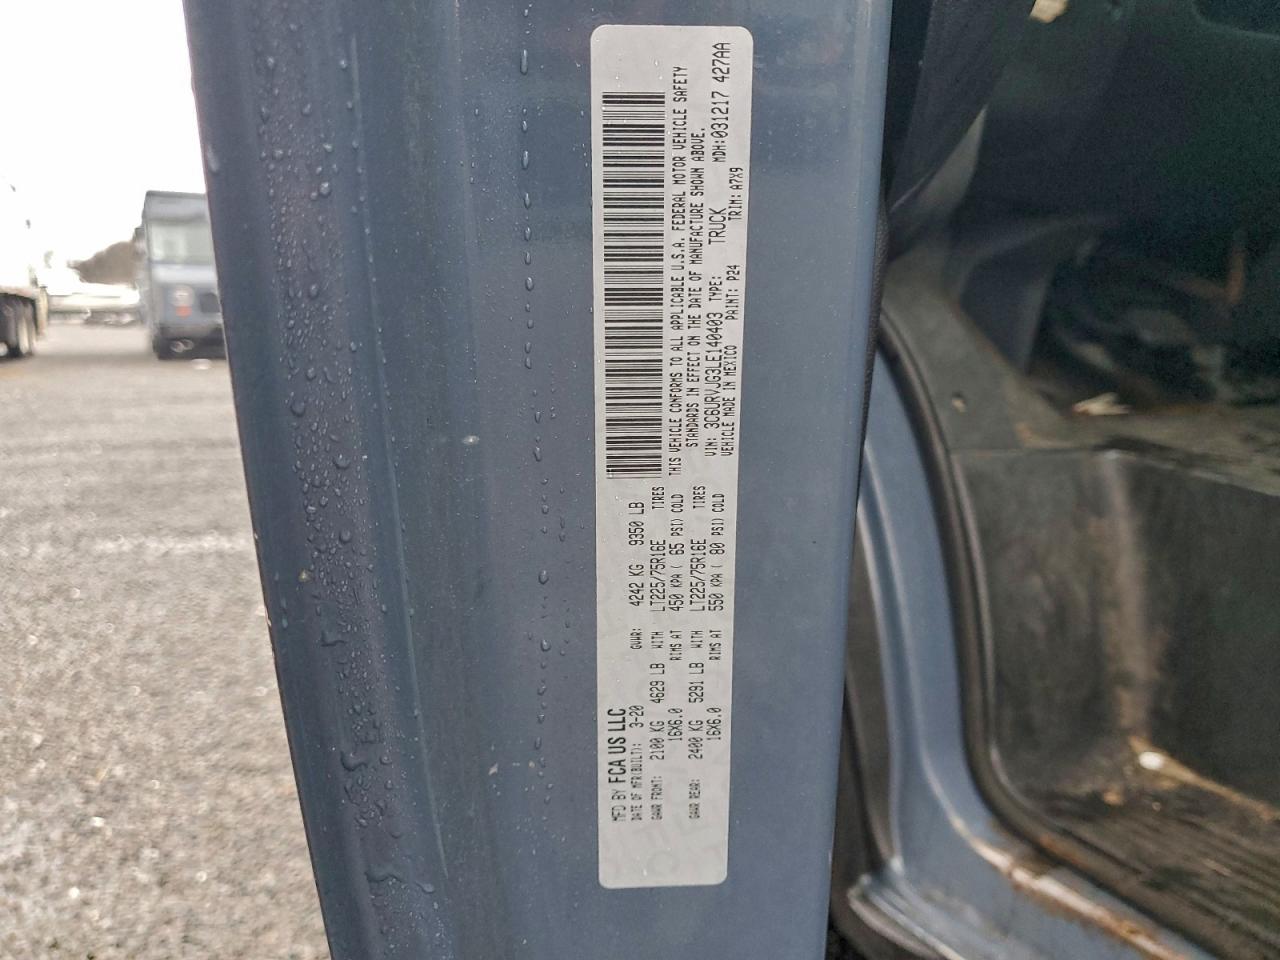 MFD BY FCA US LLC
DATE OF MFR(BUILT): 3-20 GVWR: 4242 KG 9350 LB
GAWR FRONT: 2100 KG 4629 LB WITH LT225/75R16E TIRES
16X6.0 RIMS AT 450 KPA ( 65 PSI) COLD
GAWR REAR: 2400 KG 5291 LB WITH LT225/75R16E TIRES
16X6.0 RIMS AT 550 KPA ( 80 PSI) COLD
THIS VEHICLE CONFORMS TO ALL APPLICABLE U.S.A. FEDERAL MOTOR VEHICLE SAFETY
STANDARDS IN EFFECT ON THE DATE OF MANUFACTURE SHOWN ABOVE.
VIN: 3C6URVJG3LE140403 TYPE: TRUCK MDH:031217 427AA
VEHICLE MADE IN MEXICO PAINT: P24 TRIM: A7X9